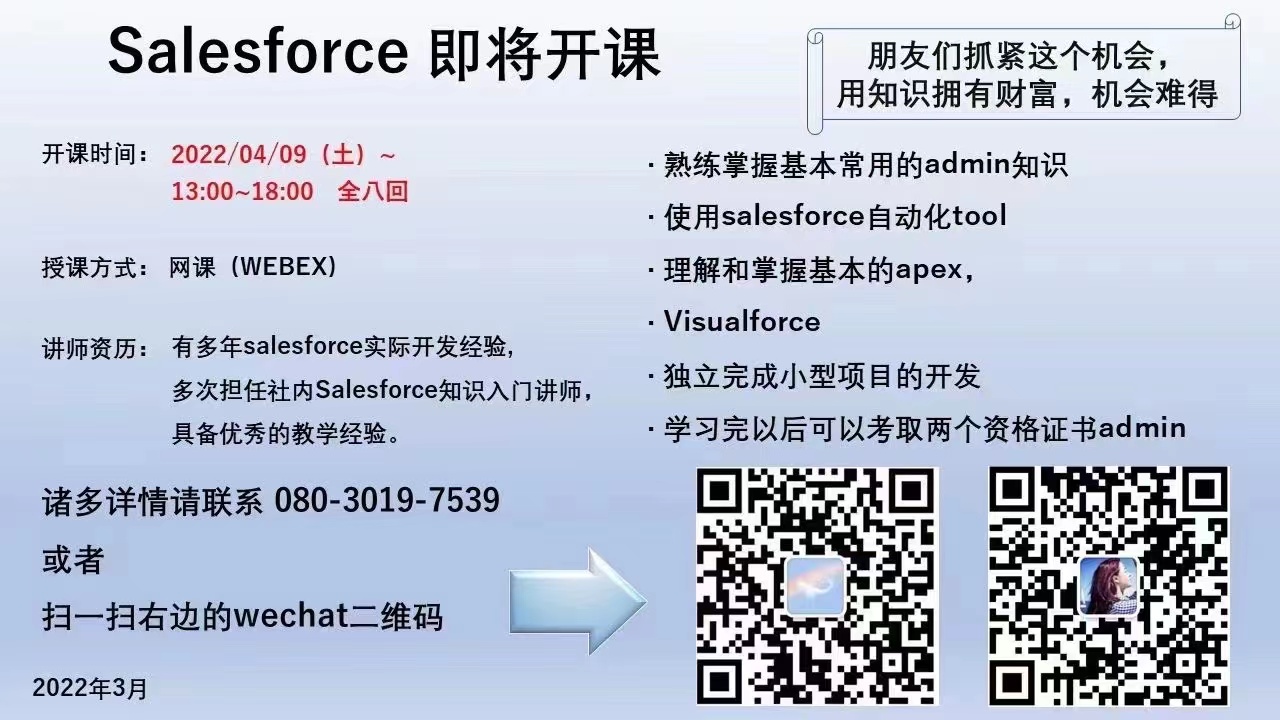 Salesforce 即将开课
朋友们抓紧这个机会，
用知识拥有财富，机会难得
开课时间： 2022/04/09（土）~
13:00~18:00 全八回
授课方式： 网课（WEBEX）
讲师资历： 有多年salesforce实际开发经验,
多次担任社内Salesforce知识入门讲师，
具备优秀的教学经验。
· 熟练掌握基本常用的admin知识
· 使用salesforce自动化tool
· 理解和掌握基本的apex，
· Visualforce
· 独立完成小型项目的开发
· 学习完以后可以考取两个资格证书admin
诸多详情请联系 080-3019-7539
或者
扫一扫右边的wechat二维码
2022年3月